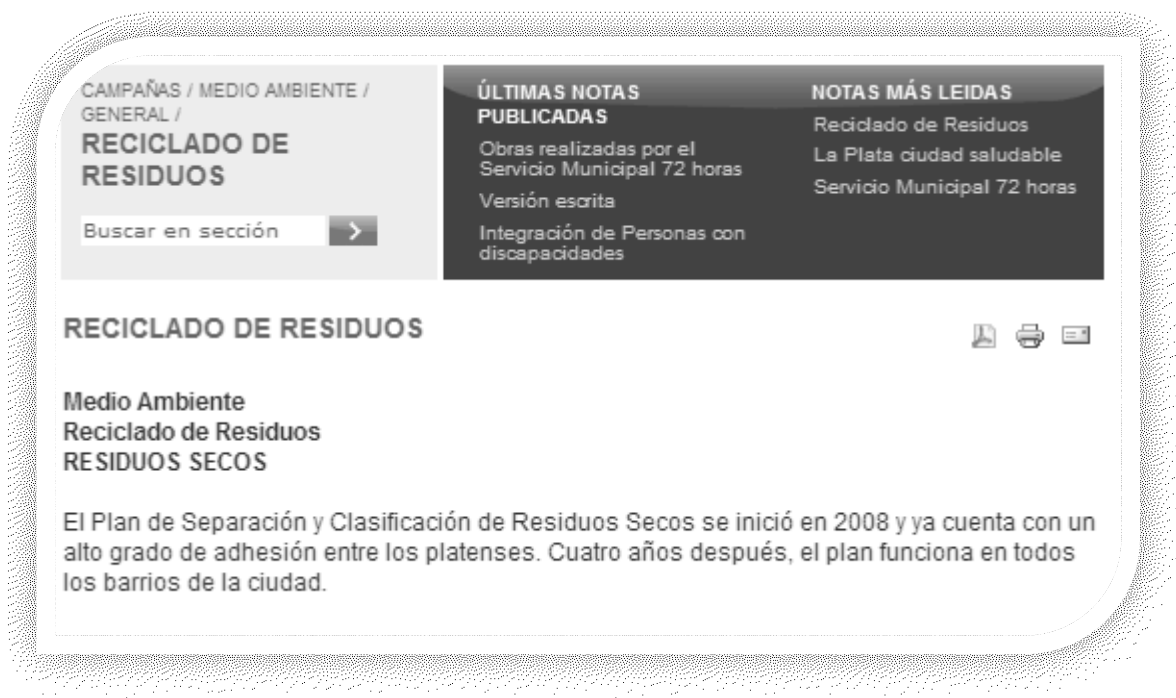 CAMPAÑAS / MEDIO AMBIENTE /
GENERAL /
RECICLADO DE
RESIDUOS
Buscar en sección
ÚLTIMAS NOTAS
PUBLICADAS
Obras realizadas por el
Servicio Municipal 72 horas
Versión escrita
Integración de Personas con
discapacidades
NOTAS MÁS LEIDAS
Reciclado de Residuos
La Plata ciudad saludable
Servicio Municipal 72 horas
RECICLADO DE RESIDUOS
Medio Ambiente
Reciclado de Residuos
RESIDUOS SECOS
El Plan de Separación y Clasificación de Residuos Secos se inició en 2008 y ya cuenta con un
alto grado de adhesión entre los platenses. Cuatro años después, el plan funciona en todos
los barrios de la ciudad.